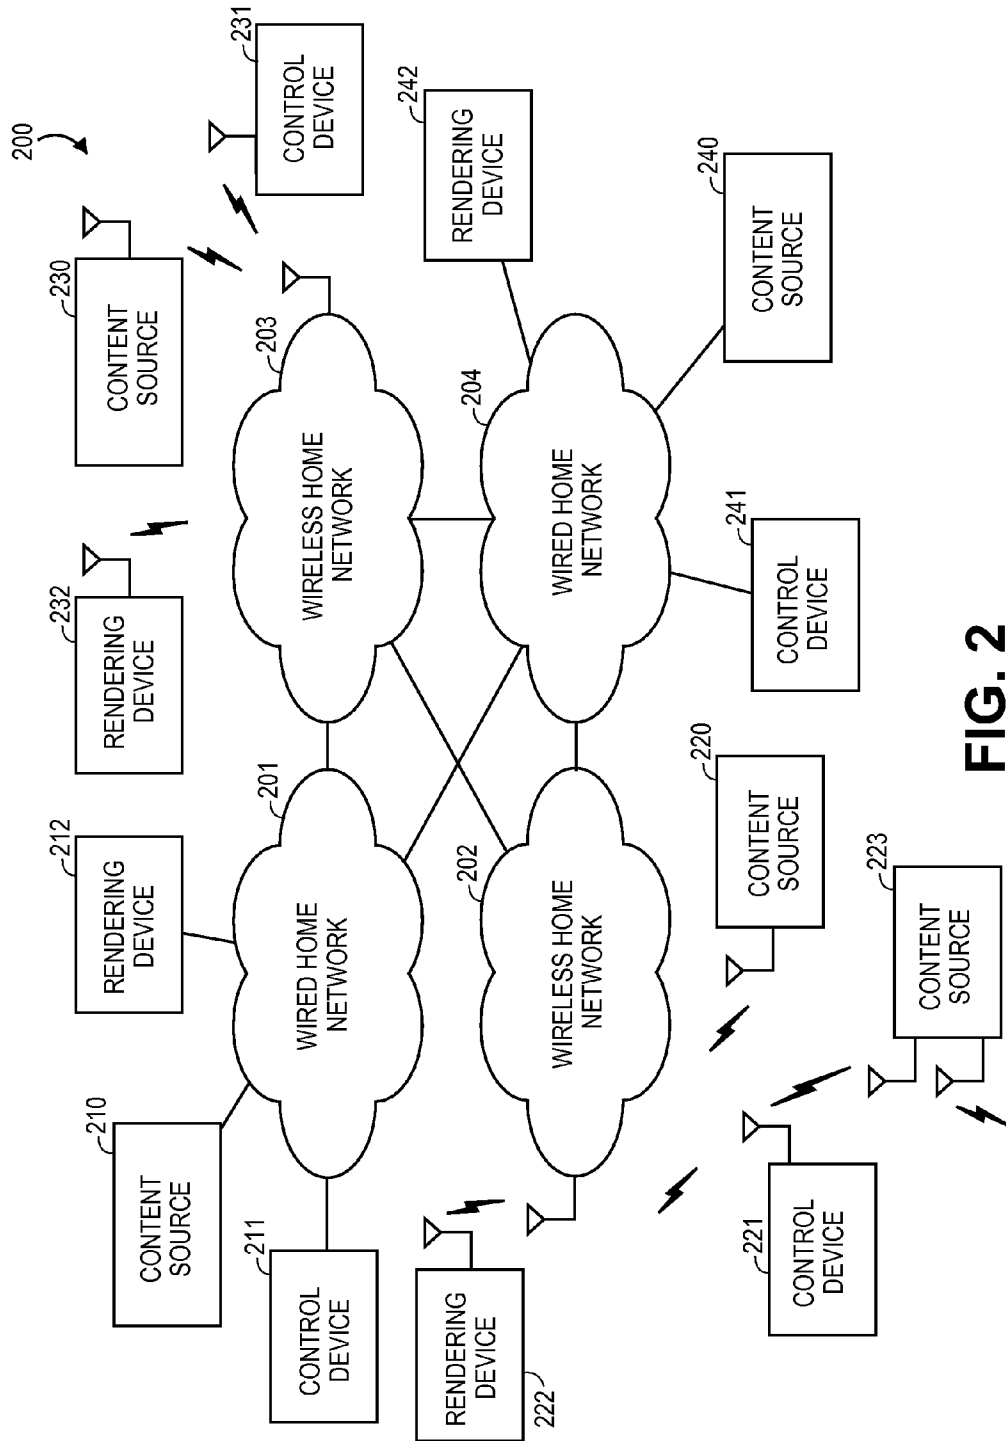 200
210
CONTENT
SOURCE
212
RENDERING
DEVICE
232
RENDERING
DEVICE
230
CONTENT
SOURCE
231
CONTROL
DEVICE
211
CONTROL
DEVICE
201
WIRED HOME
NETWORK
203
WIRELESS HOME
NETWORK
242
RENDERING
DEVICE
222
RENDERING
DEVICE
202
WIRELESS HOME
NETWORK
204
WIRED HOME
NETWORK
220
CONTENT
SOURCE
241
CONTROL
DEVICE
240
CONTENT
SOURCE
221
CONTROL
DEVICE
223
CONTENT
SOURCE
FIG. 2